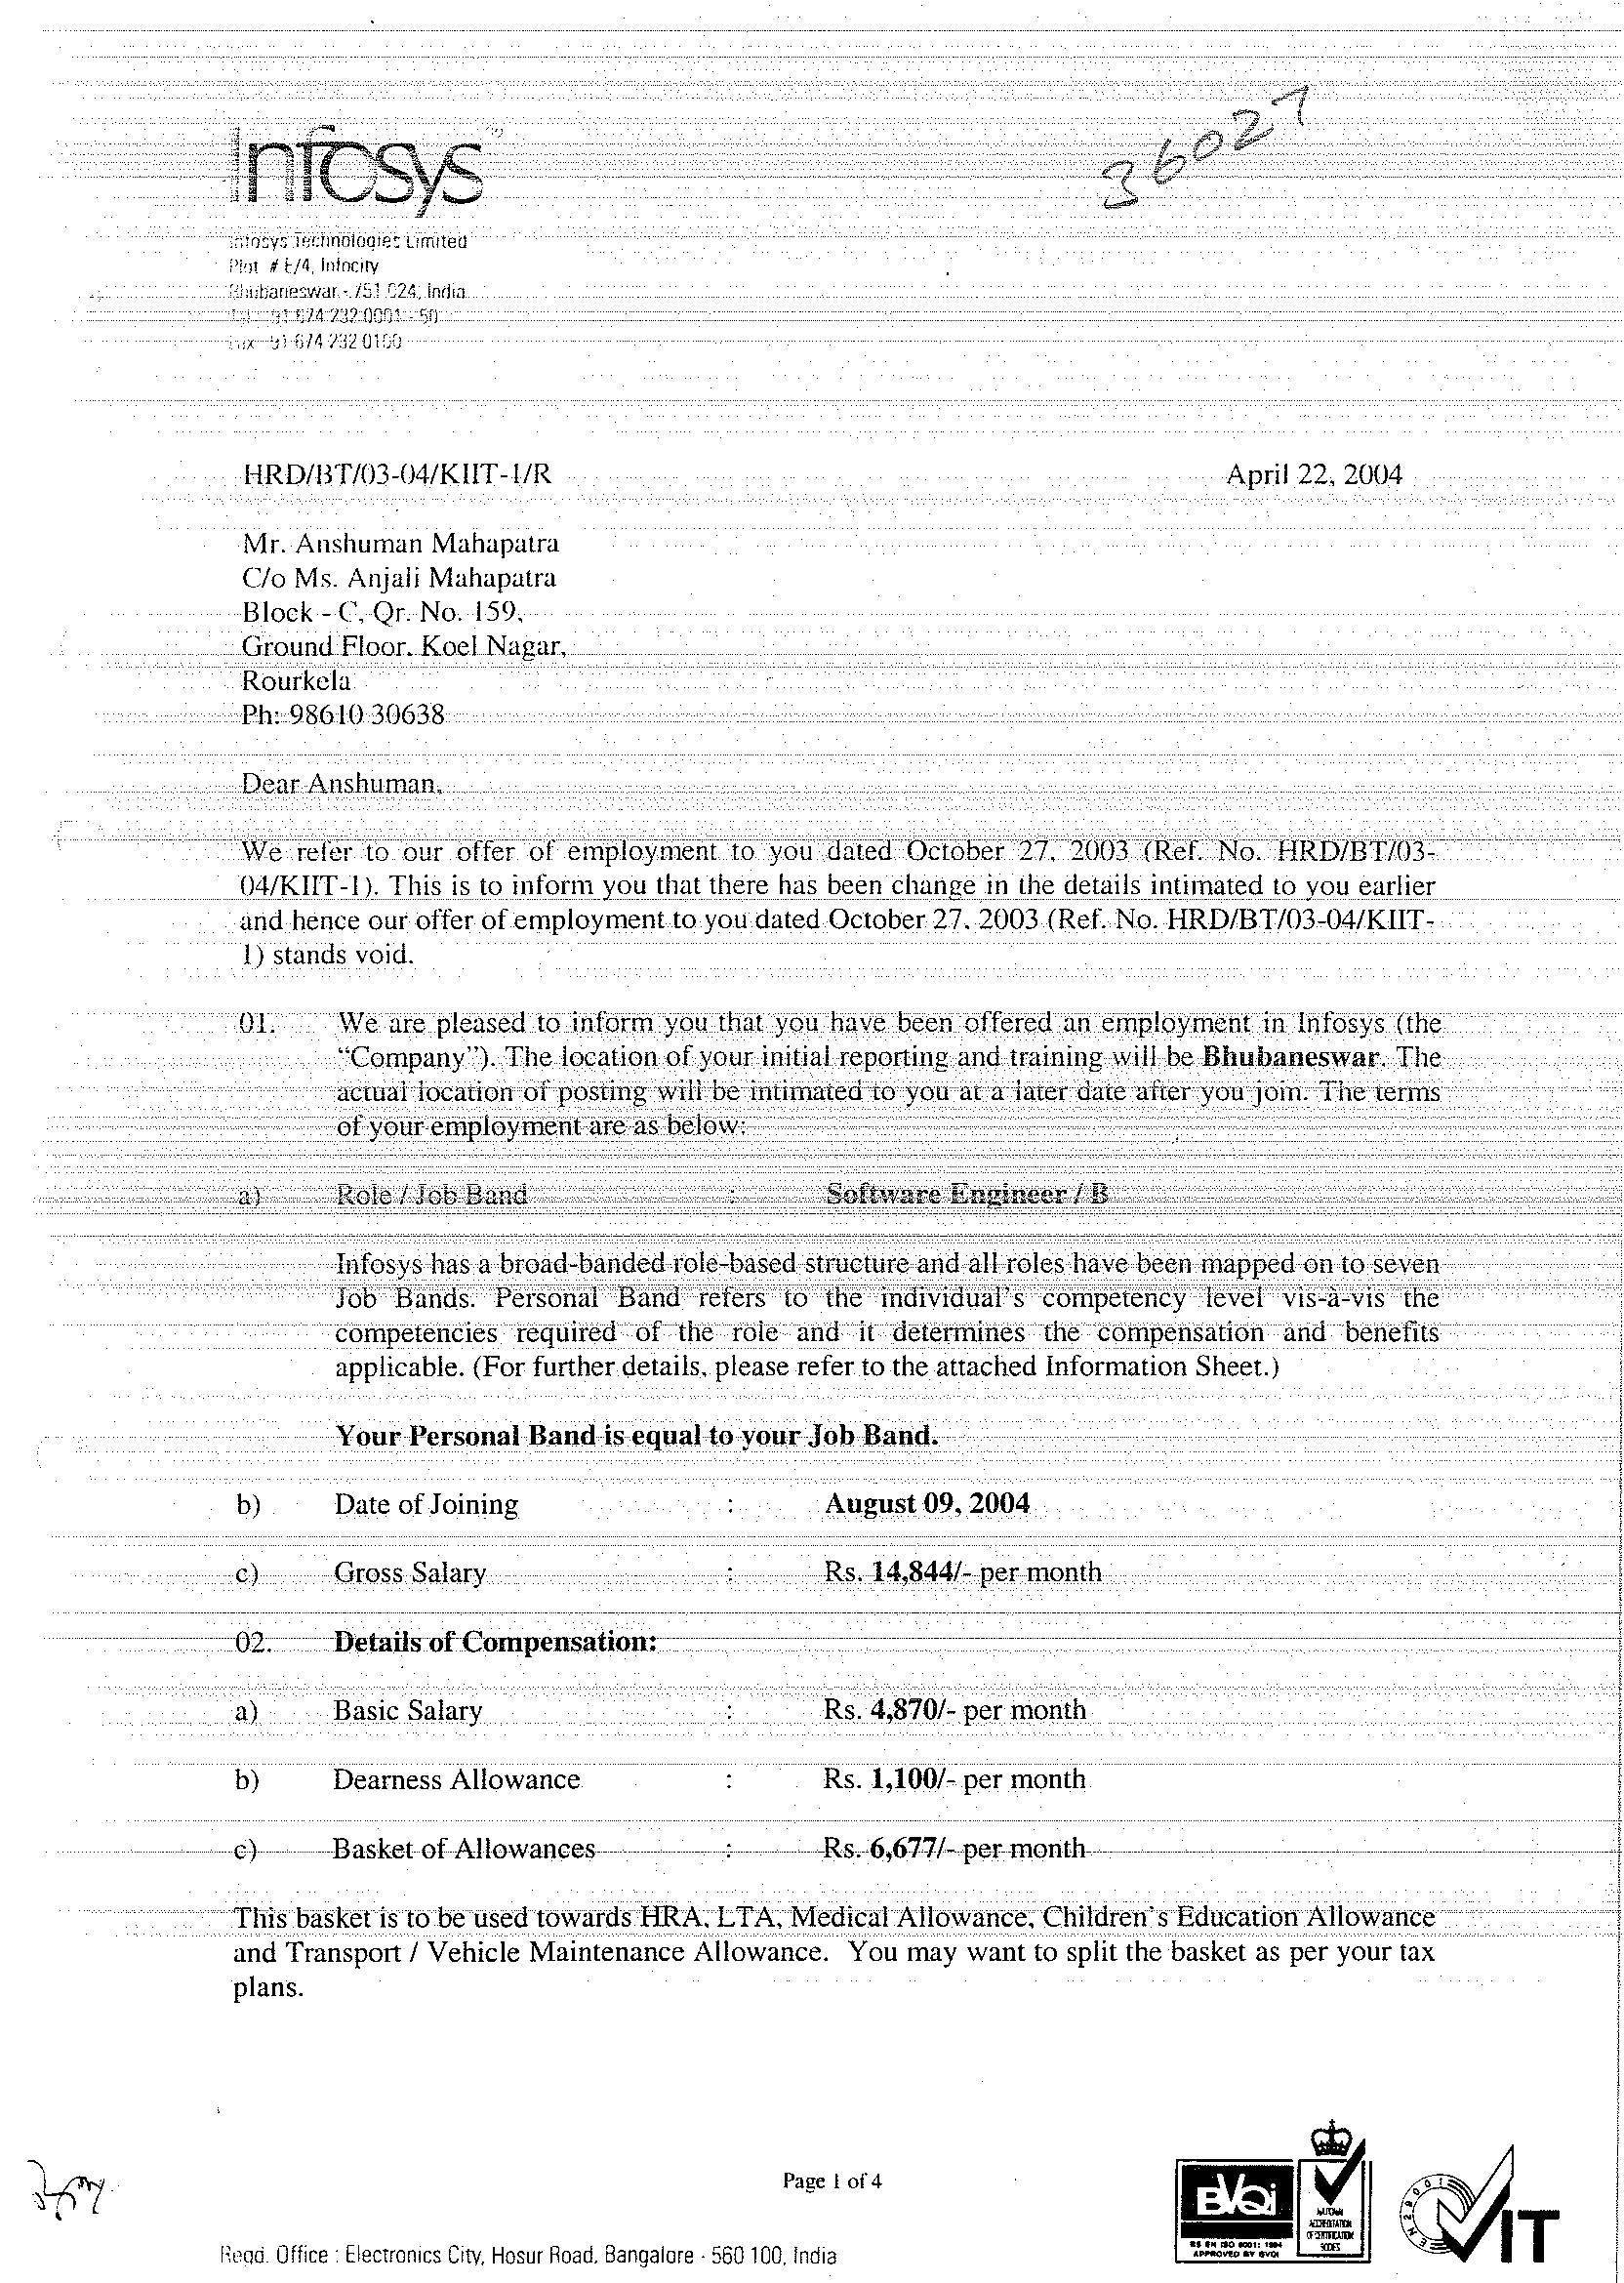 Infosys
36027
Infosys Technologies Limited
Plot # E/4, Infocity
Bhubaneswar - 751 024, India
Tel 91 674 232 0001 - 50
Fax 91 674 232 0100
HRD/BT/03-04/KIIT-1/R April 22, 2004
Mr. Anshuman Mahapatra
C/o Ms. Anjali Mahapatra
Block - C, Qr. No. 159,
Ground Floor, Koel Nagar,
Rourkela
Ph: 98610 30638
Dear Anshuman,
We refer to our offer of employment to you dated October 27, 2003 (Ref. No. HRD/BT/03-
04/KIIT-1). This is to inform you that there has been change in the details intimated to you earlier
and hence our offer of employment to you dated October 27, 2003 (Ref. No. HRD/BT/03-04/KIIT-
1) stands void.
01. We are pleased to inform you that you have been offered an employment in Infosys (the
"Company"). The location of your initial reporting and training will be Bhubaneswar. The
actual location of posting will be intimated to you at a later date after you join. The terms
of your employment are as below:
a) Role / Job Band : Software Engineer / B
Infosys has a broad-banded role-based structure and all roles have been mapped on to seven
Job Bands. Personal Band refers to the individual's competency level vis-à-vis the
competencies required of the role and it determines the compensation and benefits
applicable. (For further details, please refer to the attached Information Sheet.)
Your Personal Band is equal to your Job Band.
b) Date of Joining : August 09, 2004
c) Gross Salary : Rs. 14,844/- per month
02. Details of Compensation:
a) Basic Salary : Rs. 4,870/- per month
b) Dearness Allowance : Rs. 1,100/- per month
c) Basket of Allowances : Rs. 6,677/- per month
This basket is to be used towards HRA, LTA, Medical Allowance, Children's Education Allowance
and Transport / Vehicle Maintenance Allowance. You may want to split the basket as per your tax
plans.
Page 1 of 4
BVQi
NATIONAL
ACCREDITATION
OF CERTIFICATION
BODIES
BS EN ISO 9001: 1994
APPROVED BY BVQI
TickIT
Regd. Office : Electronics City, Hosur Road, Bangalore - 560 100, India